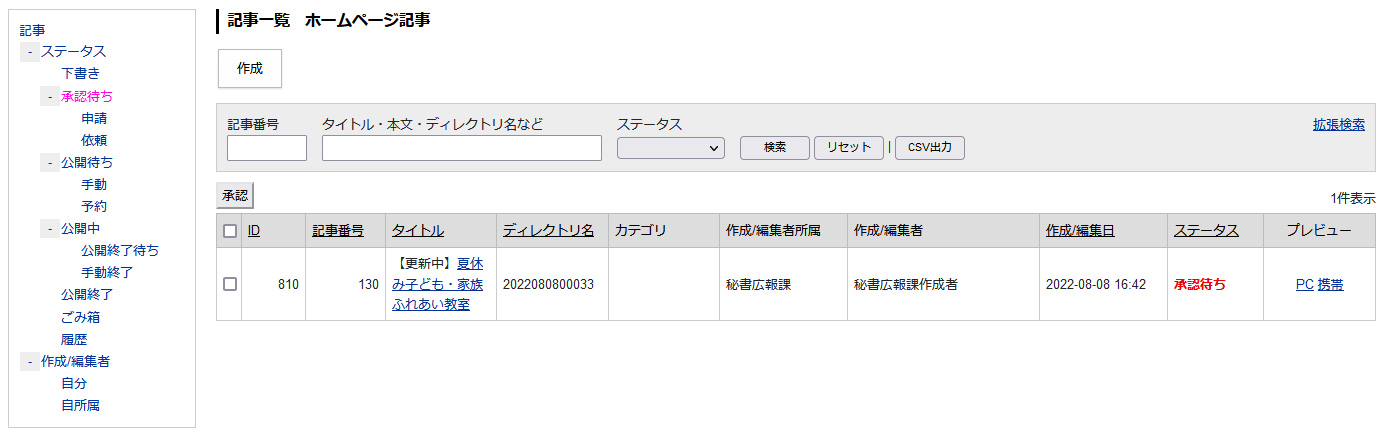 記事
- ステータス
下書き
- 承認待ち
申請
依頼
- 公開待ち
手動
予約
- 公開中
公開終了待ち
手動終了
公開終了
ごみ箱
履歴
- 作成/編集者
自分
自所属
記事一覧　ホームページ記事
作成
記事番号 タイトル・本文・ディレクトリ名など ステータス 拡張検索
検索 リセット | CSV出力
承認 1件表示
ID 記事番号 タイトル ディレクトリ名 カテゴリ 作成/編集者所属 作成/編集者 作成/編集日 ステータス プレビュー
【更新中】夏休
810 130 み子ども・家族 2022080800033 秘書広報課 秘書広報課作成者 2022-08-08 16:42 承認待ち PC 携帯
ふれあい教室